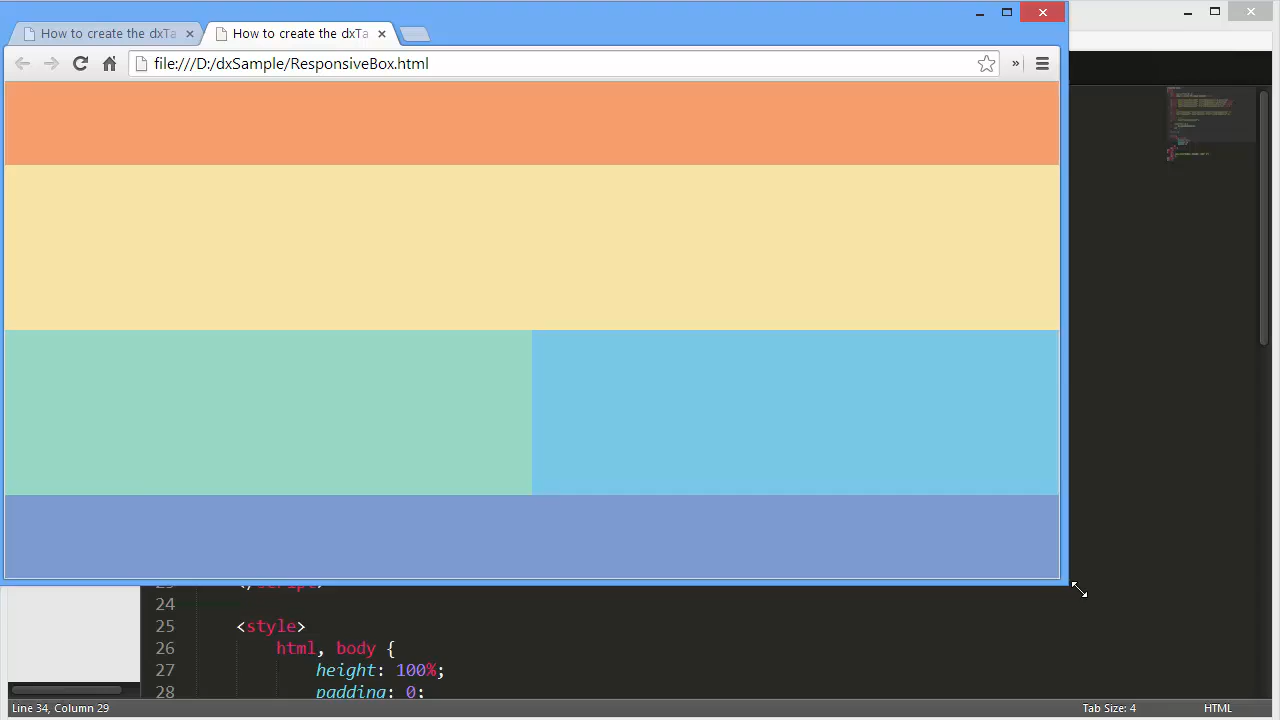 How to create the dxTa
How to create the dxTa
file:///D:/dxSample/ResponsiveBox.html
»
24
25 <style>
26 html, body {
27 height: 100%;
28 padding: 0;
Line 34, Column 29
Tab Size: 4
HTML